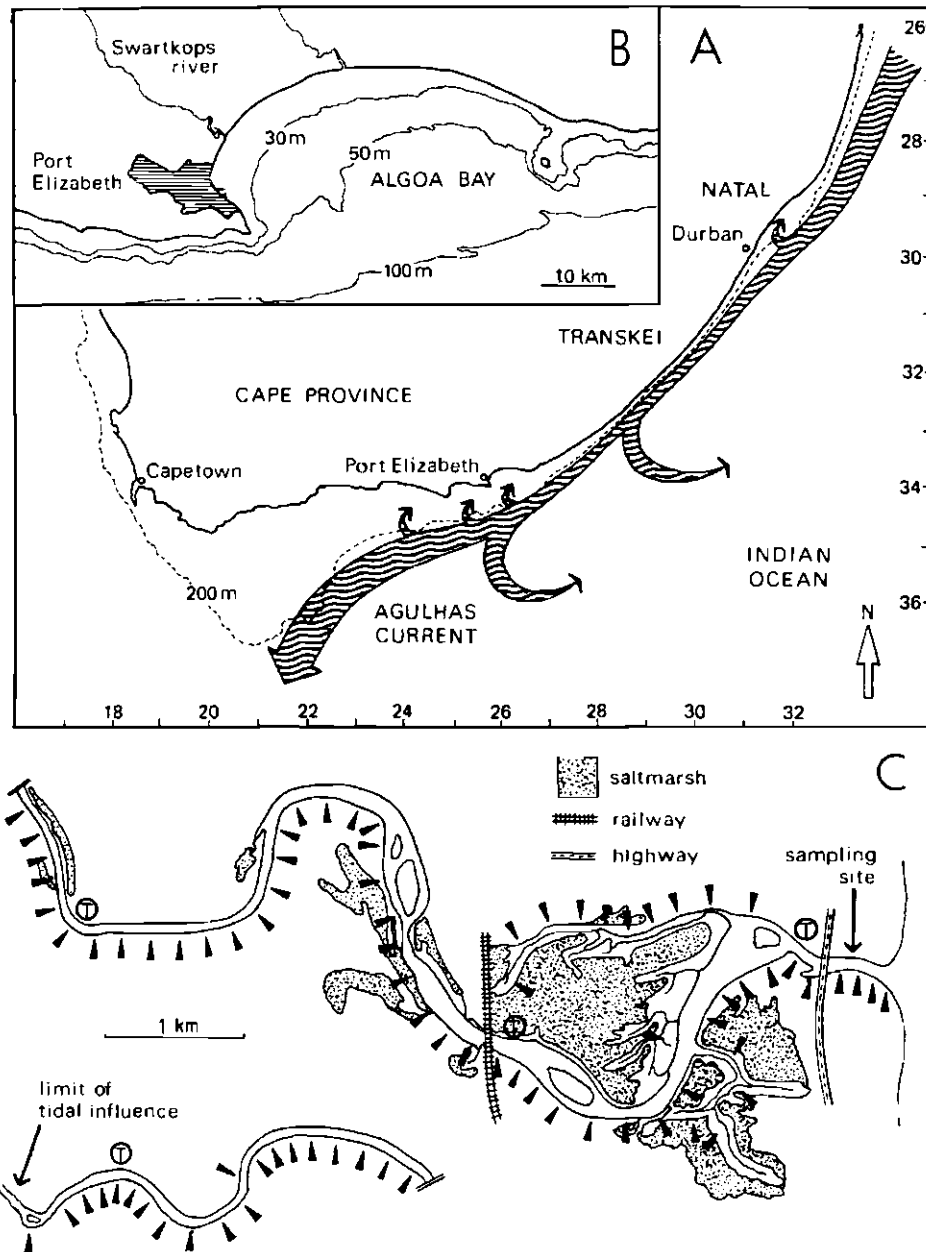 B
Swartkops
river
30m
Port
Elizabeth
50m
ALGOA BAY
100m
10 km
A
26
28
NATAL
Durban
30
TRANSKEI
32
CAPE PROVINCE
Capetown
Port Elizabeth
34
INDIAN
OCEAN
200m
AGULHAS
CURRENT
36
N
18 20 22 24 26 28 30 32
C
saltmarsh
railway
highway
sampling
site
T
T
T
1 km
limit of
tidal influence
T